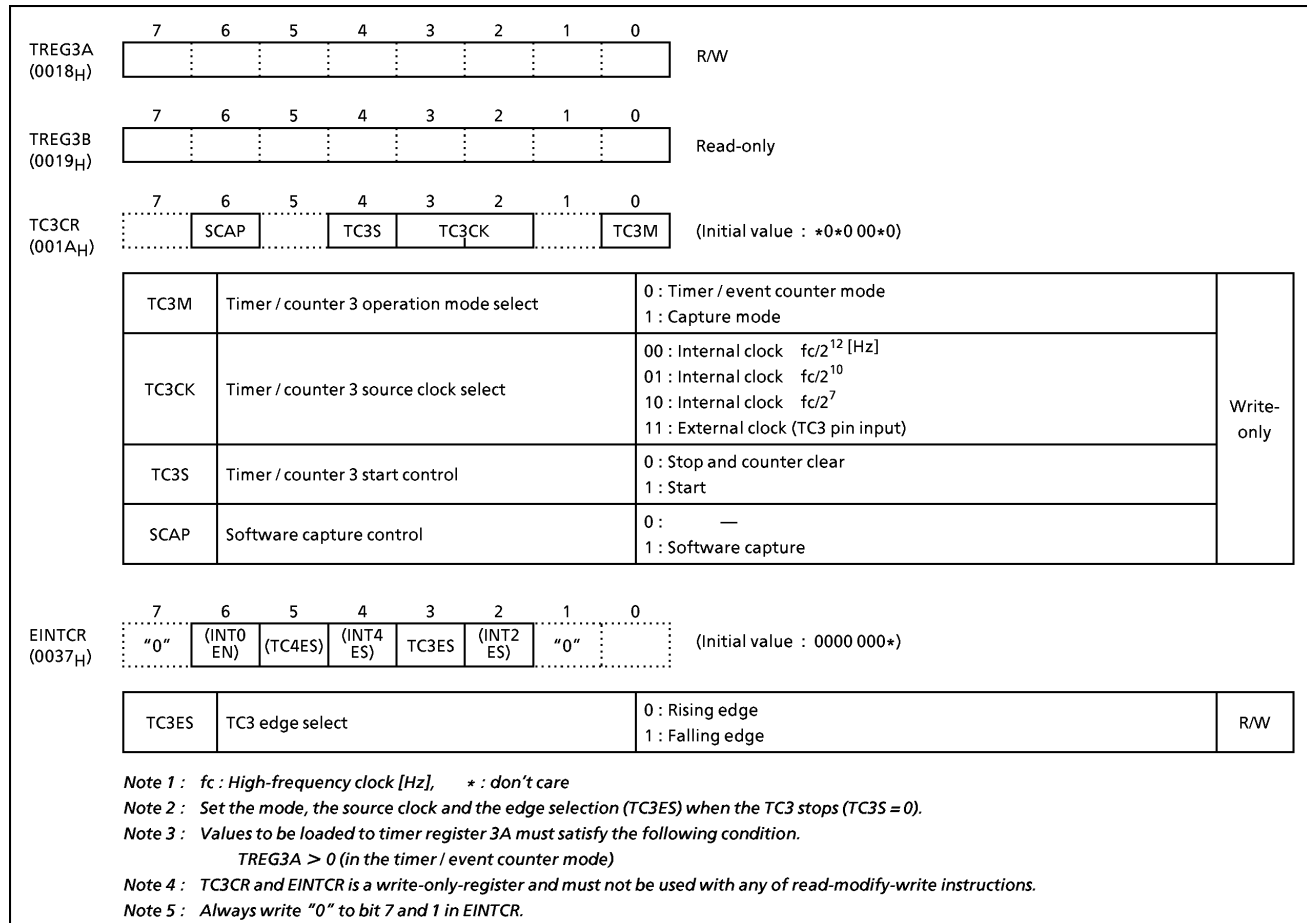 7 6 5 4 3 2 1 0
TREG3A
(0018H)
R/W
7 6 5 4 3 2 1 0
TREG3B
(0019H)
Read-only
7 6 5 4 3 2 1 0
TC3CR
(001AH)
SCAP TC3S TC3CK TC3M (Initial value : *0*0 00*0)
TC3M Timer / counter 3 operation mode select
0 : Timer / event counter mode
1 : Capture mode
TC3CK Timer / counter 3 source clock select
00 : Internal clock fc/2^12 [Hz]
01 : Internal clock fc/2^10
10 : Internal clock fc/2^7
11 : External clock (TC3 pin input)
TC3S Timer / counter 3 start control
0 : Stop and counter clear
1 : Start
SCAP Software capture control
0 : —
1 : Software capture
Write-
only
7 6 5 4 3 2 1 0
EINTCR
(0037H)
"0" (INT0 EN) (TC4ES) (INT4 ES) TC3ES (INT2 ES) "0" (Initial value : 0000 000*)
TC3ES TC3 edge select
0 : Rising edge
1 : Falling edge
R/W
Note 1 : fc : High-frequency clock [Hz], * : don't care
Note 2 : Set the mode, the source clock and the edge selection (TC3ES) when the TC3 stops (TC3S = 0).
Note 3 : Values to be loaded to timer register 3A must satisfy the following condition.
TREG3A > 0 (in the timer / event counter mode)
Note 4 : TC3CR and EINTCR is a write-only-register and must not be used with any of read-modify-write instructions.
Note 5 : Always write "0" to bit 7 and 1 in EINTCR.